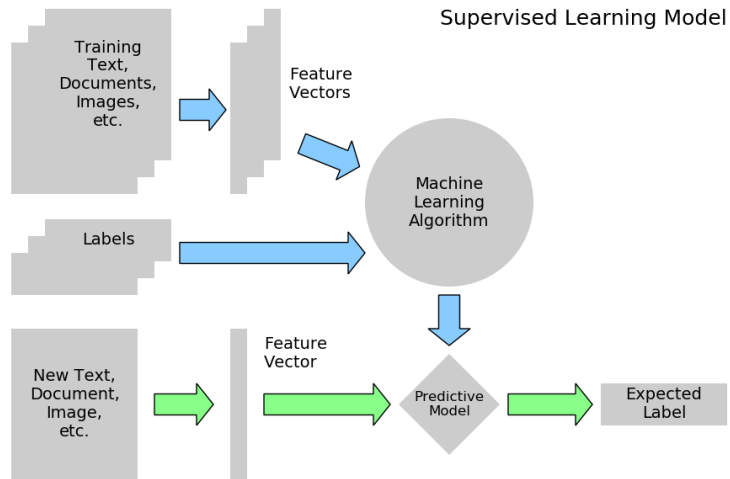 Supervised Learning Model
Training
Text,
Documents,
Images,
etc.
Feature
Vectors
Machine
Learning
Algorithm
Labels
New Text,
Document,
Image,
etc.
Feature
Vector
Predictive
Model
Expected
Label